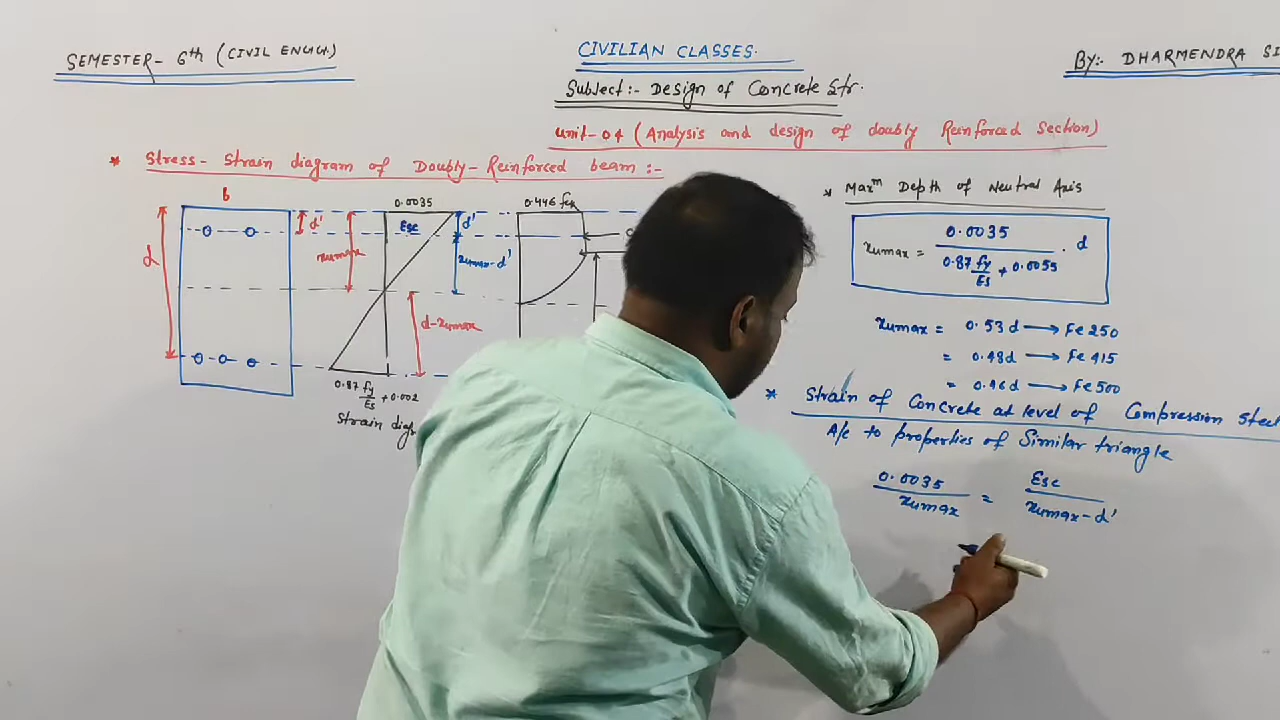 SEMESTER- 6th (CIVIL ENGG.)
CIVILIAN CLASSES.
BY:- DHARMENDRA
Subject:- Design of Concrete Str.
Unit-04 (Analysis and design of doubly Reinforced Section)
* Stress-Strain diagram of Doubly-Reinforced beam:-
b
d'
d
0.0035
Esc
xumax
d'
xumax-d'
d-xumax
0.87 fy/Es + 0.002
Strain
0.446 fck
* Maxm Depth of Neutral Axis
xumax = 0.0035 / (0.87 fy/Es + 0.0055) . d
xumax = 0.53d → Fe 250
= 0.48d → Fe 415
= 0.46d → Fe 500
* Strain of Concrete at level of Compression Steel
A/c to properties of Similar triangle
0.0035 / xumax = Esc / xumax-d'